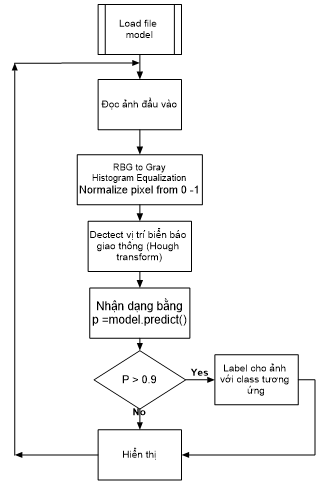 Load file
model
Đọc ảnh đầu vào
RBG to Gray
Histogram Equalization
Normalize pixel from 0 -1
Dectect vị trí biển báo
giao thông (Hough
transform)
Nhận dạng bằng
p =model.predict()
P > 0.9
Yes
Label cho ảnh
với class tương
ứng
No
Hiển thị